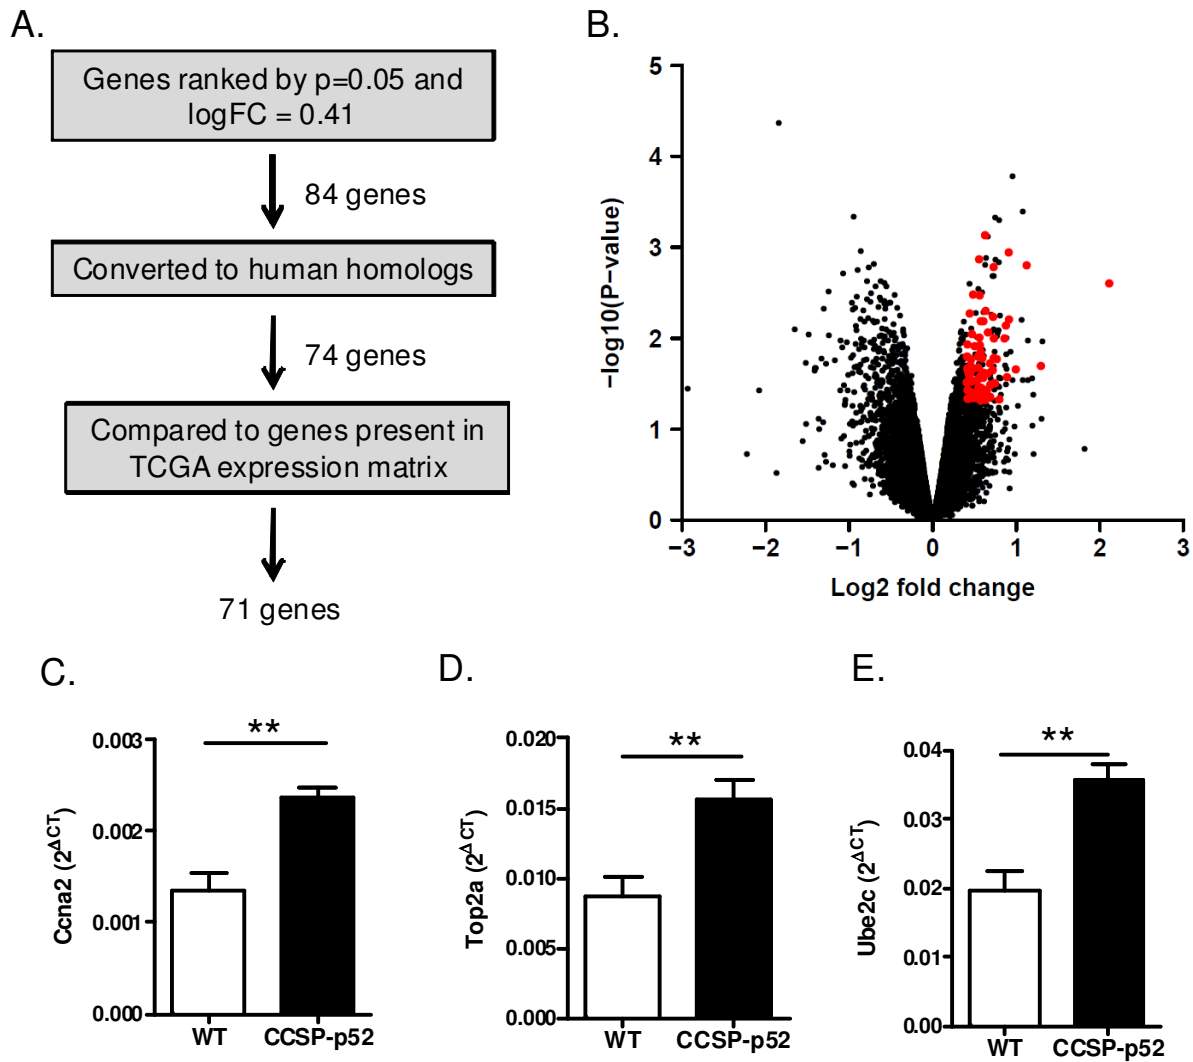 A.
Genes ranked by p=0.05 and
logFC = 0.41
84 genes
Converted to human homologs
74 genes
Compared to genes present in
TCGA expression matrix
71 genes
B.
−log10(P−value)
5
4
3
2
1
0
−3 −2 −1 0 1 2 3
Log2 fold change
C.
Ccna2 (2^ΔCT)
0.003
0.002
0.001
0.000
**
WT CCSP-p52
D.
Top2a (2^ΔCT)
0.020
0.015
0.010
0.005
0.000
**
WT CCSP-p52
E.
Ube2c (2^ΔCT)
0.04
0.03
0.02
0.01
0.00
**
WT CCSP-p52